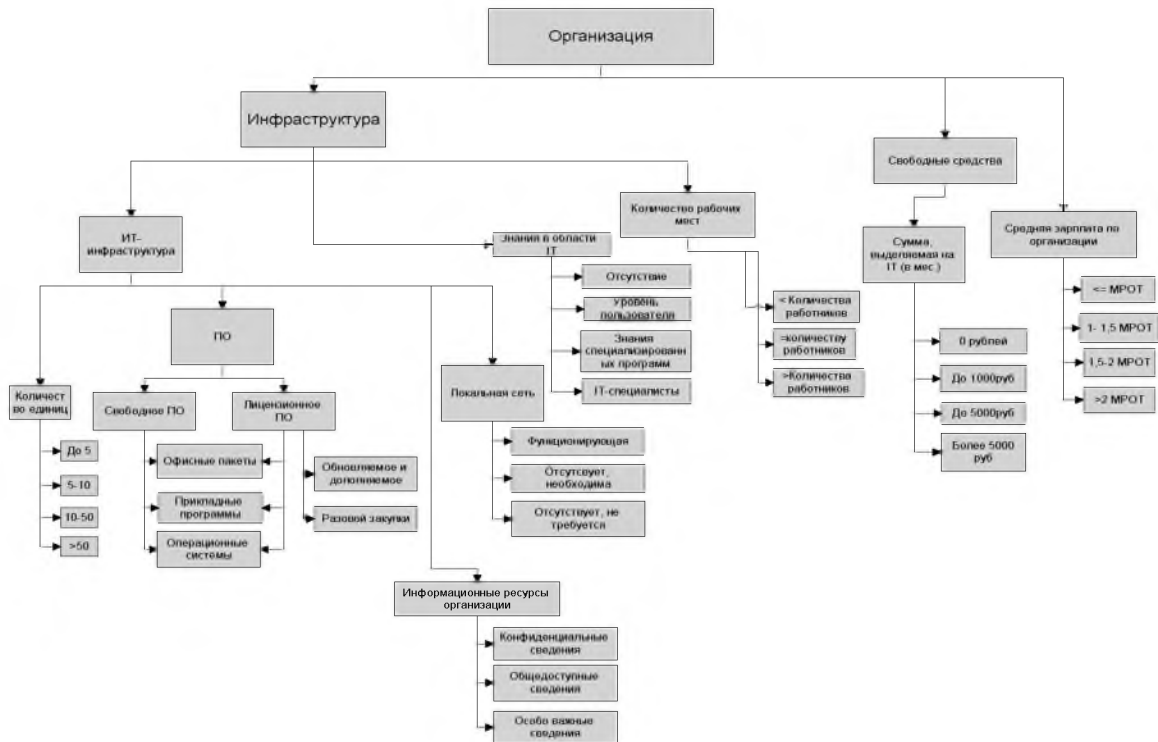 Организация
Инфраструктура
Свободные средства
ИТ-
инфраструктура
Знания в области
IT
Количество рабочих
мест
Сумма,
выделяемая на
IT (в мес.)
Средняя зарплата по
организации
Отсутствие
Уровень
пользователя
Знания
специализирован
ных программ
IT-специалисты
< Количества
работников
=количеству
работников
>Количества
работников
0 рублей
До 1000руб
До 5000руб
Более 5000
руб
<= МРОТ
1- 1,5 МРОТ
1,5-2 МРОТ
>2 МРОТ
Количест
во единиц
ПО
Локальная сеть
До 5
5-10
10-50
>50
Свободное ПО
Лицензионное
ПО
Офисные пакеты
Прикладные
программы
Операционные
системы
Обновляемое и
дополняемое
Разовой закупки
Функционирующая
Отсутсвует,
необходима
Отсутствует, не
требуется
Информационные ресурсы
организации
Конфиденциальные
сведения
Общедоступные
сведения
Особо важные
сведения